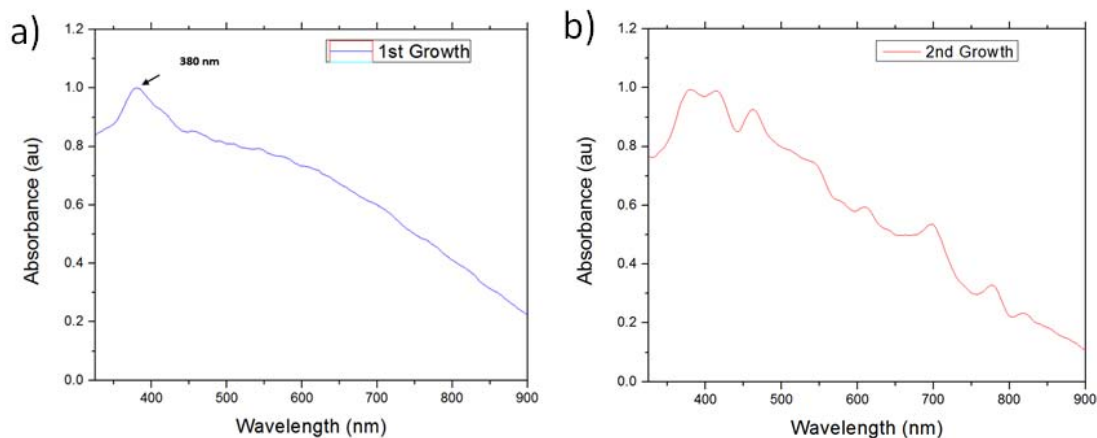 a)
1.2
1.0
0.8
0.6
0.4
0.2
0.0
Absorbance (au)
380 nm
1st Growth
400 500 600 700 800 900
Wavelength (nm)
b)
1.2
1.0
0.8
0.6
0.4
0.2
0.0
Absorbance (au)
2nd Growth
400 500 600 700 800 900
Wavelength (nm)